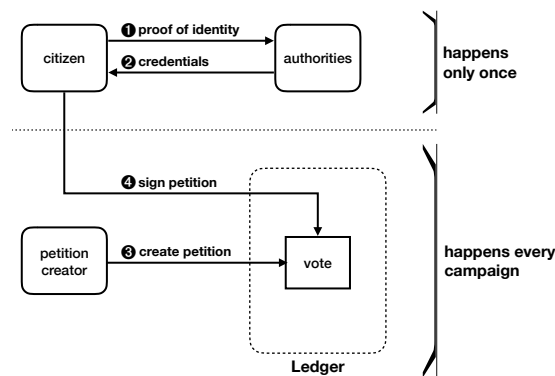 ❶ proof of identity
citizen
authorities
❷ credentials
happens
only once
❹ sign petition
petition
creator
❸ create petition
vote
happens every
campaign
Ledger